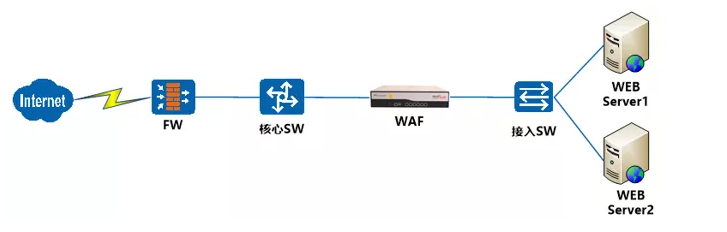 Internet
FW
核心SW
WAF
接入SW
WEB
Server1
WEB
Server2